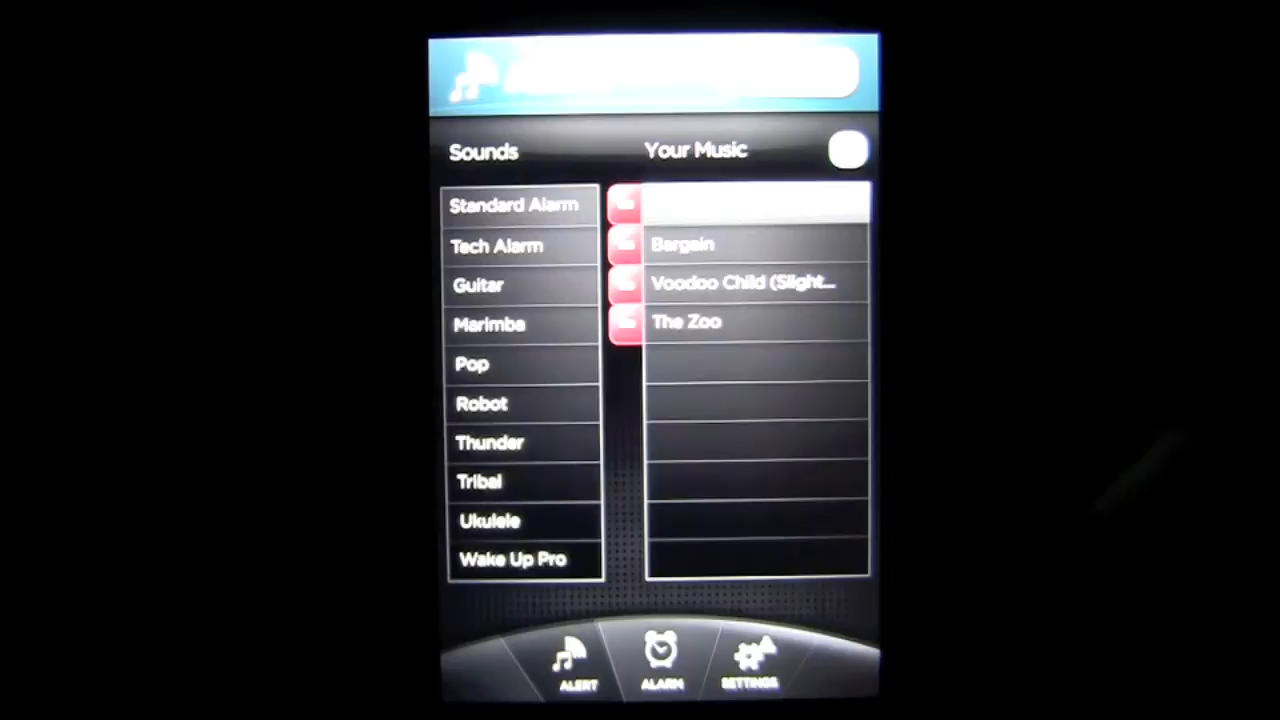 Sounds
Your Music
Standard Alarm
Tech Alarm
Bargain
Guitar
Voodoo Child (Slight...
Marimba
The Zoo
Pop
Robot
Thunder
Tribal
Ukulele
Wake Up Pro
ALERT
ALARM
SETTINGS